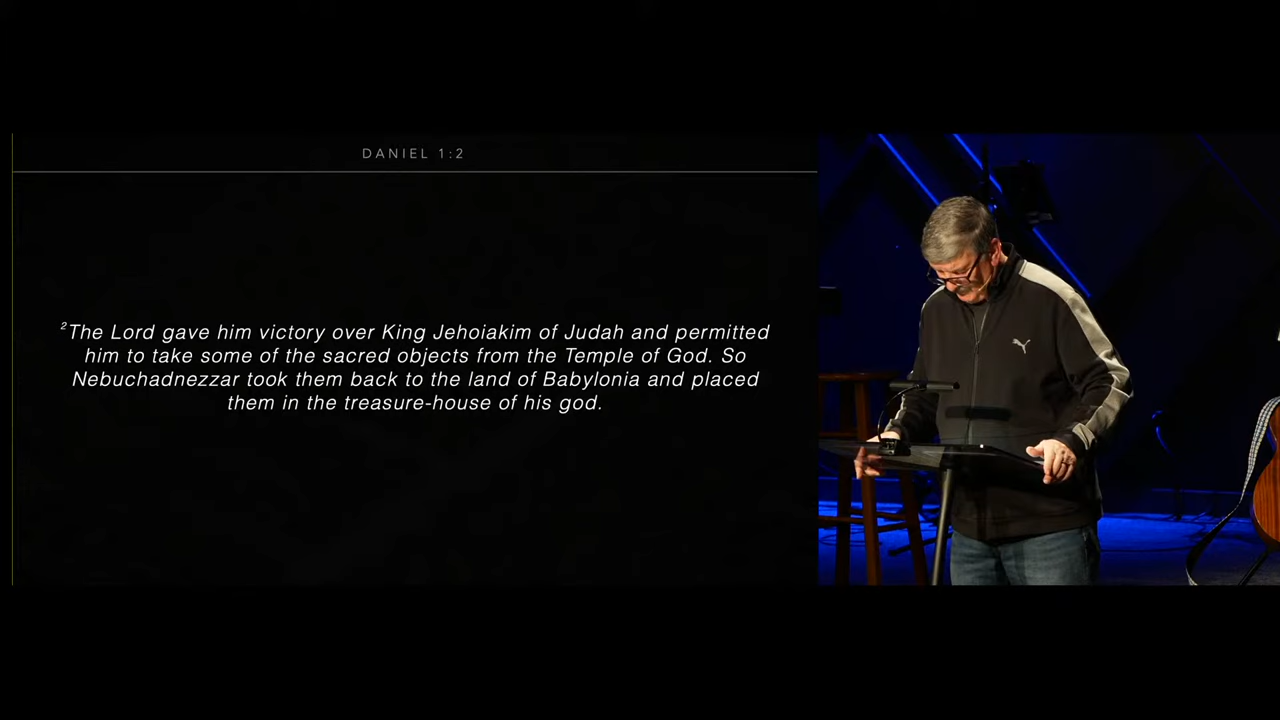 DANIEL 1:2
²The Lord gave him victory over King Jehoiakim of Judah and permitted
him to take some of the sacred objects from the Temple of God. So
Nebuchadnezzar took them back to the land of Babylonia and placed
them in the treasure-house of his god.